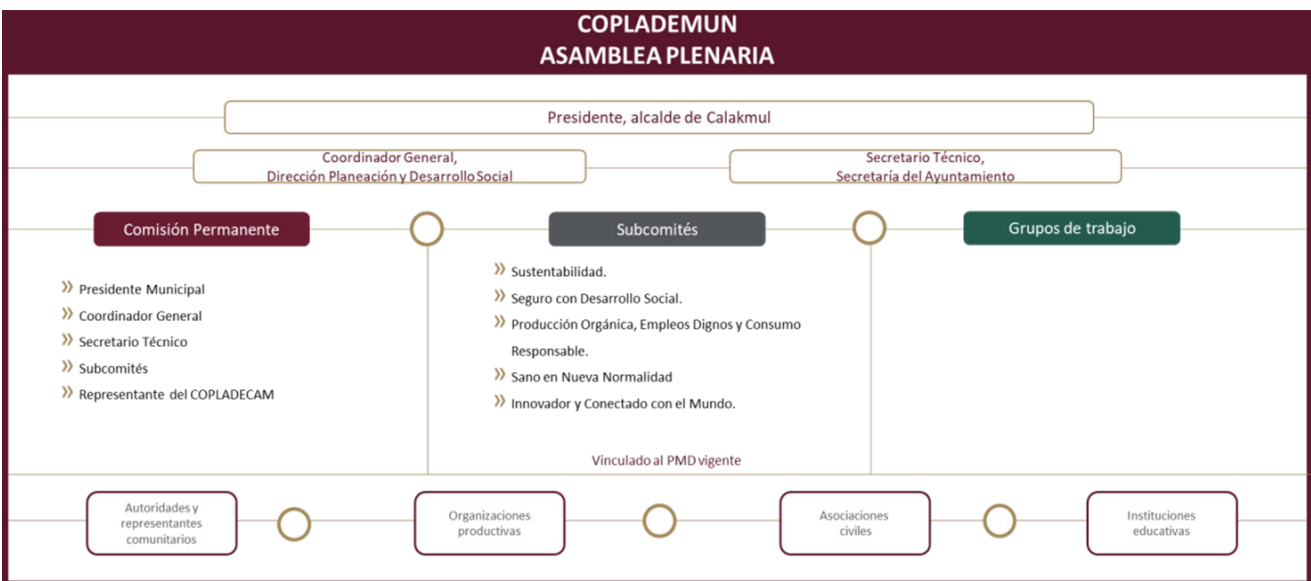 COPLADEMUN
ASAMBLEA PLENARIA
Presidente, alcalde de Calakmul
Coordinador General,
Dirección Planeación y Desarrollo Social
Secretario Técnico,
Secretaría del Ayuntamiento
Comisión Permanente
Presidente Municipal
Coordinador General
Secretario Técnico
Subcomités
Representante del COPLADECAM
Subcomités
Sustentabilidad.
Seguro con Desarrollo Social.
Producción Orgánica, Empleos Dignos y Consumo
Responsable.
Sano en Nueva Normalidad
Innovador y Conectado con el Mundo.
Grupos de trabajo
Vinculado al PMD vigente
Autoridades y
representantes
comunitarios
Organizaciones
productivas
Asociaciones
civiles
Instituciones
educativas